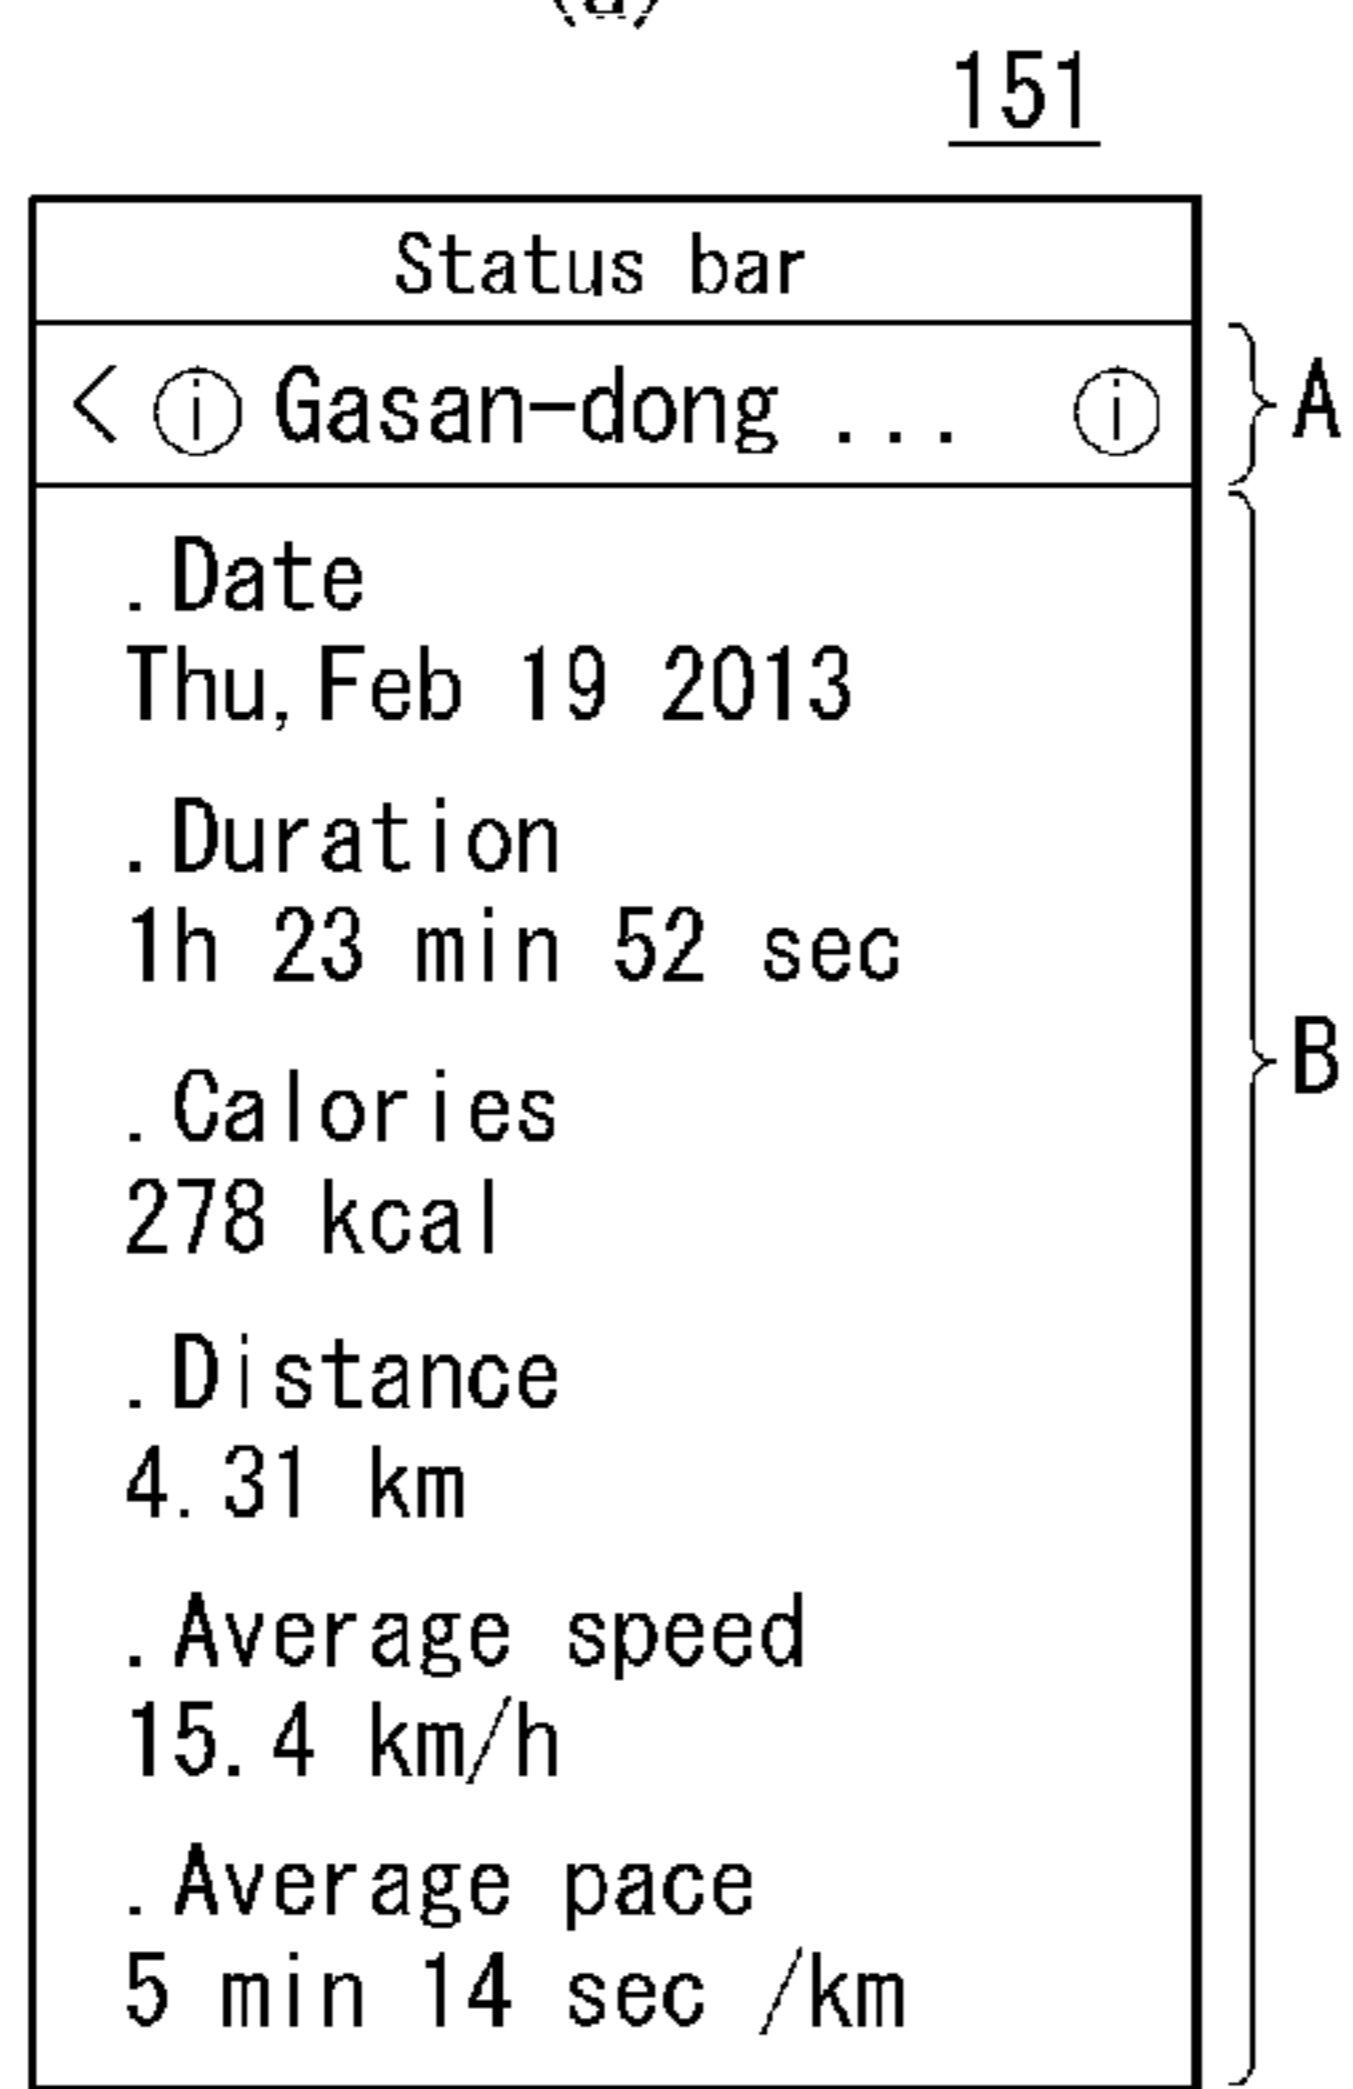 151
Status bar
< ⓘ Gasan-dong ... ⓘ
A
.Date
Thu,Feb 19 2013
.Duration
1h 23 min 52 sec
.Calories
278 kcal
B
.Distance
4.31 km
.Average speed
15.4 km/h
.Average pace
5 min 14 sec /km